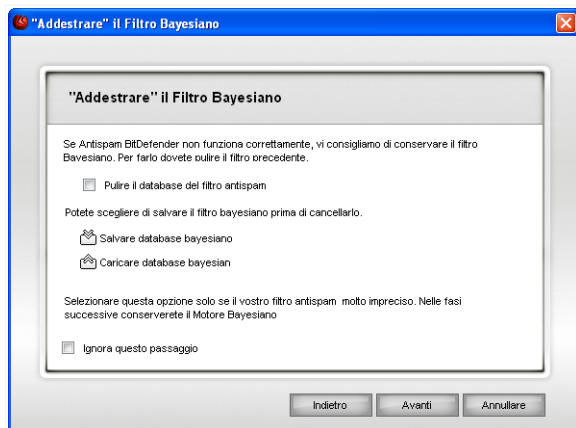 "Addestrare" il Filtro Bayesiano
"Addestrare" il Filtro Bayesiano
Se Antispam BitDefender non funziona correttamente, vi consigliamo di conservare il filtro
Bavesiano. Per farlo dovete pulire il filtro precedente.
Pulire il database del filtro antispam
Potete scegliere di salvare il filtro bayesiano prima di cancellarlo.
Salvare database bayesiano
Caricare database bayesian
Selezionare questa opzione solo se il vostro filtro antispam molto impreciso. Nelle fasi
successive conserverete il Motore Bayesiano
Ignora questo passaggio
Indietro Avanti Annullare